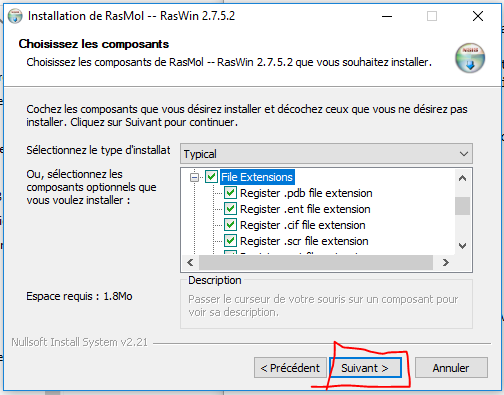 Installation de RasMol -- RasWin 2.7.5.2
Choisissez les composants
Choisissez les composants de RasMol -- RasWin 2.7.5.2 que vous souhaitez installer.
Cochez les composants que vous désirez installer et décochez ceux que vous ne désirez pas
installer. Cliquez sur Suivant pour continuer.
Sélectionnez le type d'installat
Typical
Ou, sélectionnez les
composants optionnels que
vous voulez installer :
File Extensions
Register .pdb file extension
Register .ent file extension
Register .cif file extension
Register .scr file extension
Espace requis : 1.8Mo
Description
Passer le curseur de votre souris sur un composant pour
voir sa description.
Nullsoft Install System v2.21
< Précédent
Suivant >
Annuler